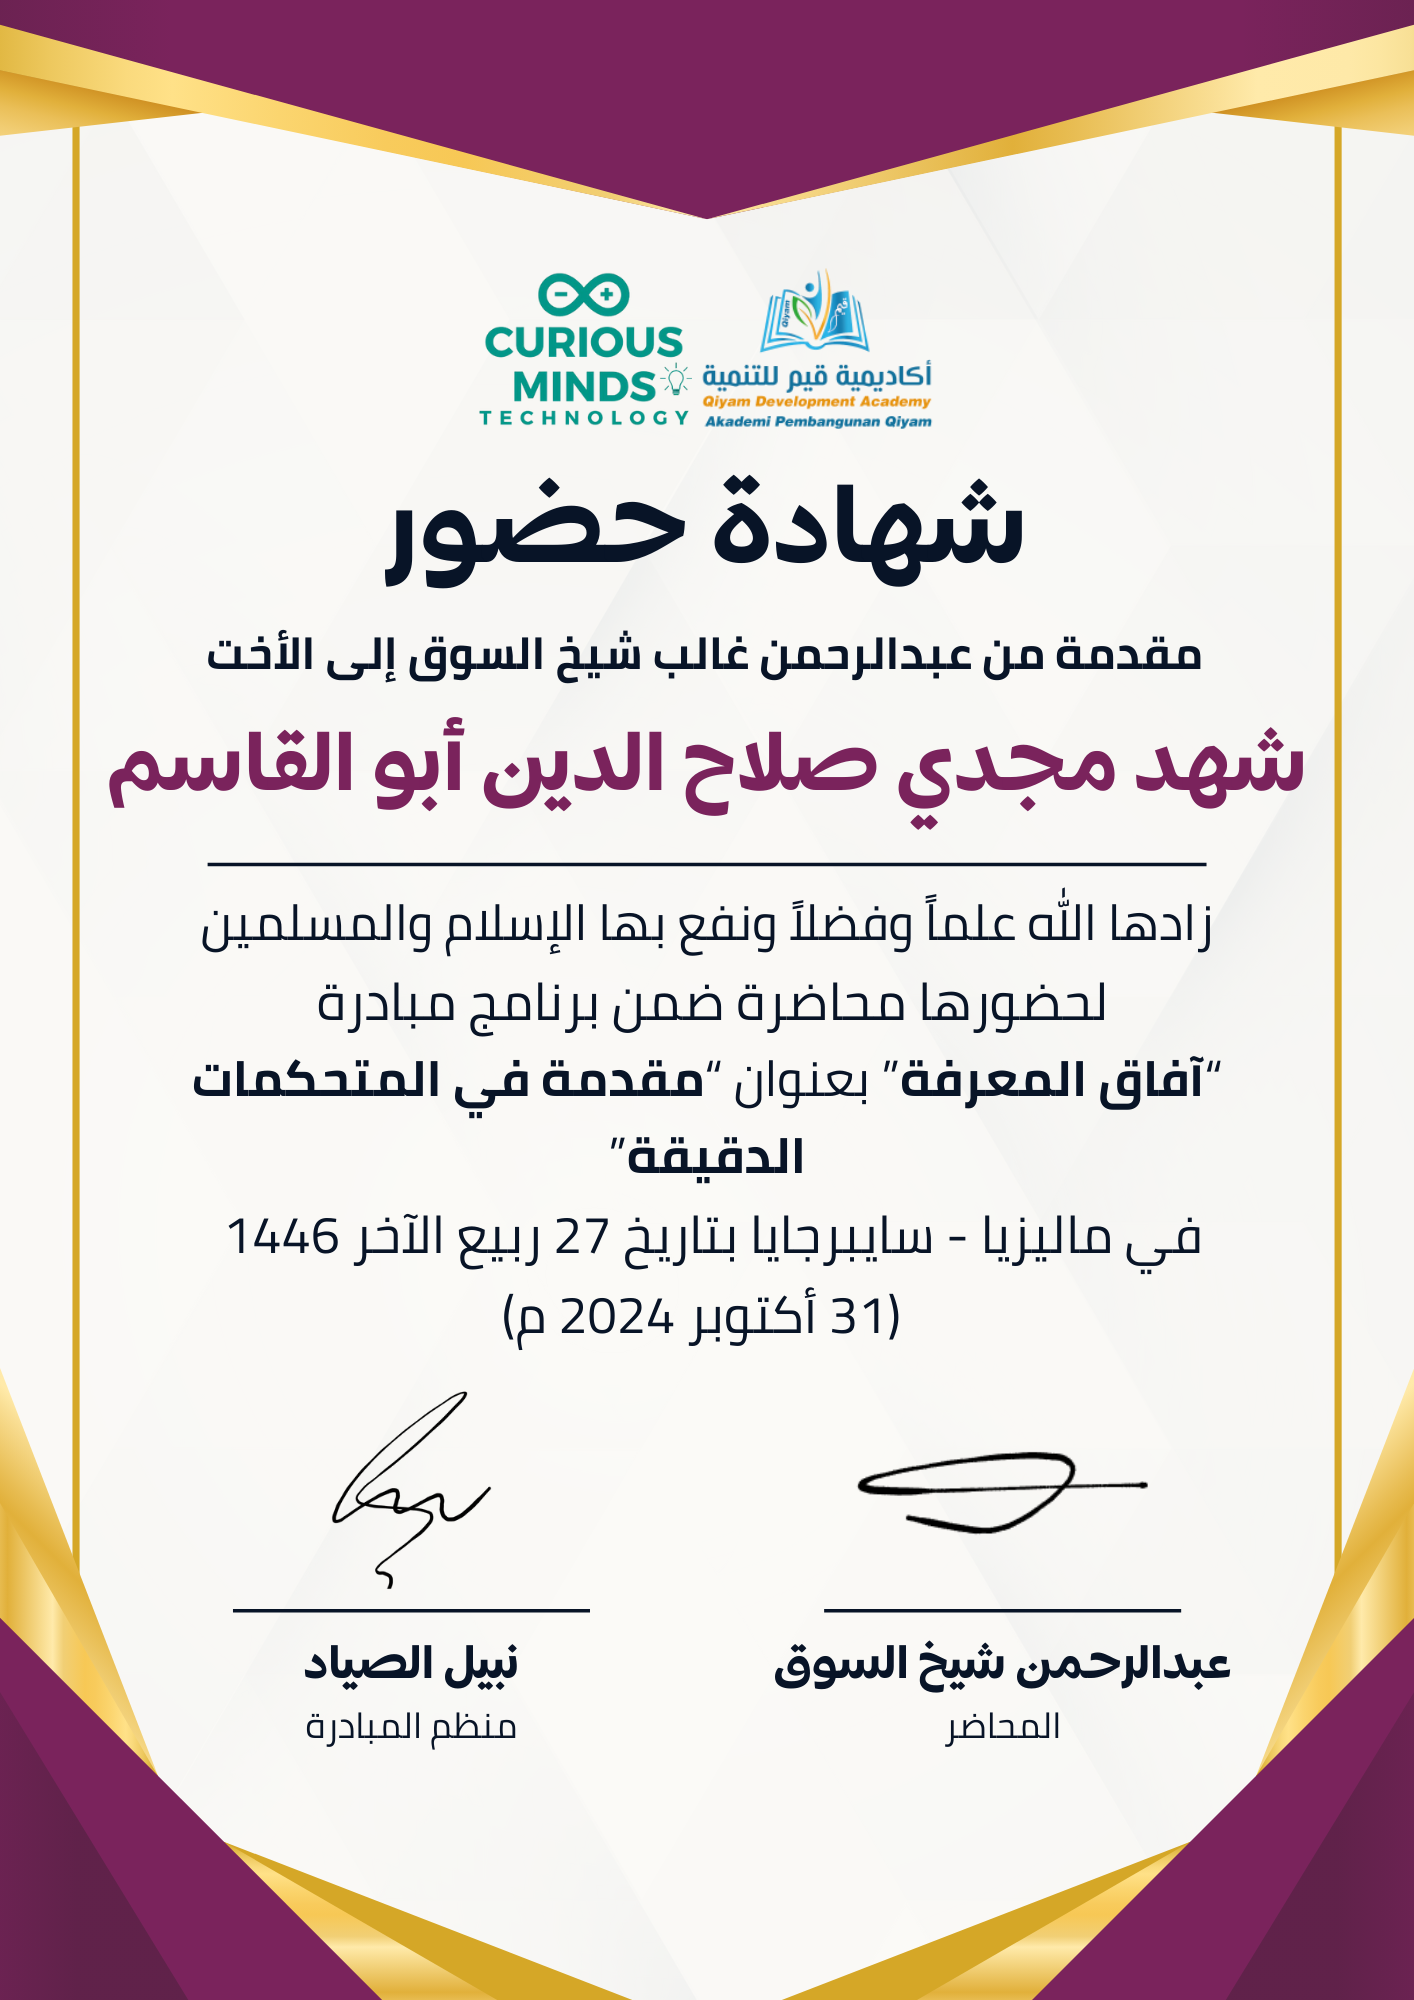 CURIOUS
MINDS
TECHNOLOGY
Qiyam
قيم
أكاديمية قيم للتنمية
Qiyam Development Academy
Akademi Pembangunan Qiyam
شهادة حضور
مقدمة من عبدالرحمن غالب شيخ السوق إلى الأخت
شهد مجدي صلاح الدين أبو القاسم
زادها الله علماً وفضلاً ونفع بها الإسلام والمسلمين
لحضورها محاضرة ضمن برنامج مبادرة
“آفاق المعرفة” بعنوان “مقدمة في المتحكمات
الدقيقة”
في ماليزيا - سايبرجايا بتاريخ 27 ربيع الآخر 1446
(31 أكتوبر 2024 م)
عبدالرحمن شيخ السوق
المحاضر
نبيل الصياد
منظم المبادرة